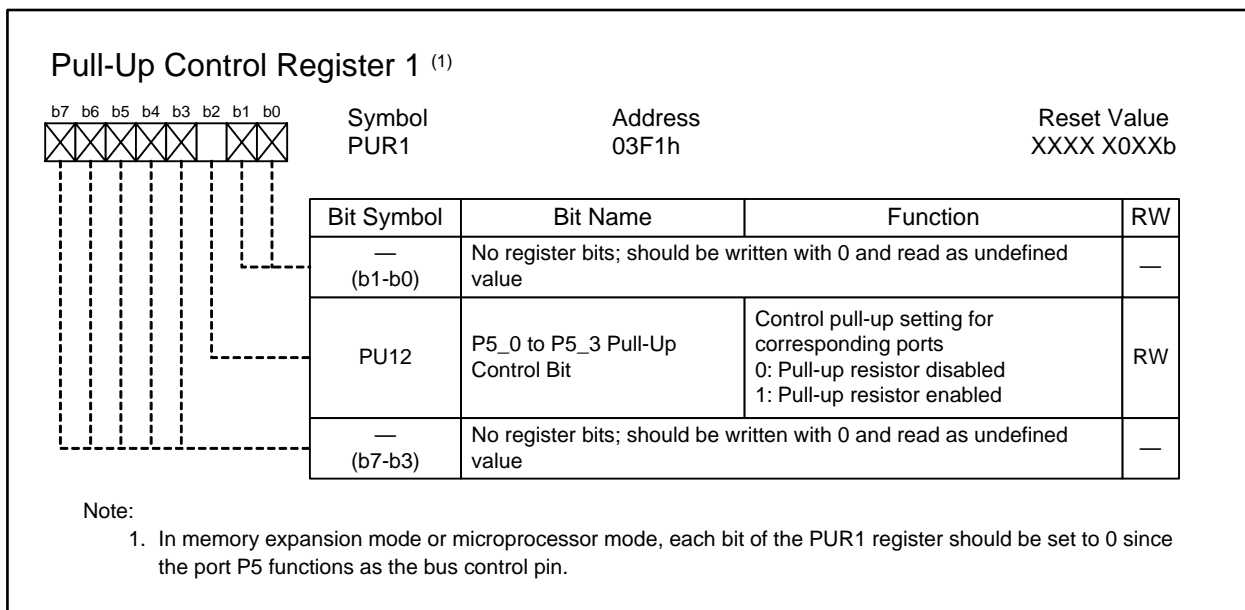 Pull-Up Control Register 1 (1)
b7 b6 b5 b4 b3 b2 b1 b0
Symbol Address Reset Value
PUR1 03F1h XXXX X0XXb
Bit Symbol Bit Name Function RW
— (b1-b0) No register bits; should be written with 0 and read as undefined
value —
PU12 P5_0 to P5_3 Pull-Up
Control Bit
Control pull-up setting for
corresponding ports
0: Pull-up resistor disabled
1: Pull-up resistor enabled
RW
— (b7-b3) No register bits; should be written with 0 and read as undefined
value —
Note:
1. In memory expansion mode or microprocessor mode, each bit of the PUR1 register should be set to 0 since
the port P5 functions as the bus control pin.